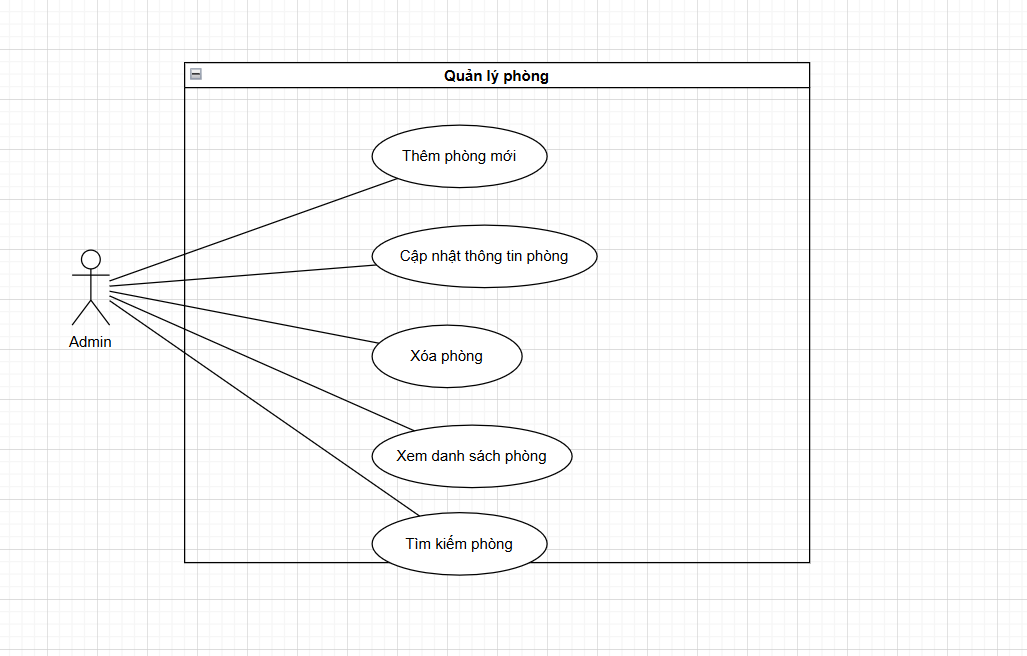 Quản lý phòng
Thêm phòng mới
Cập nhật thông tin phòng
Xóa phòng
Admin
Xem danh sách phòng
Tìm kiếm phòng